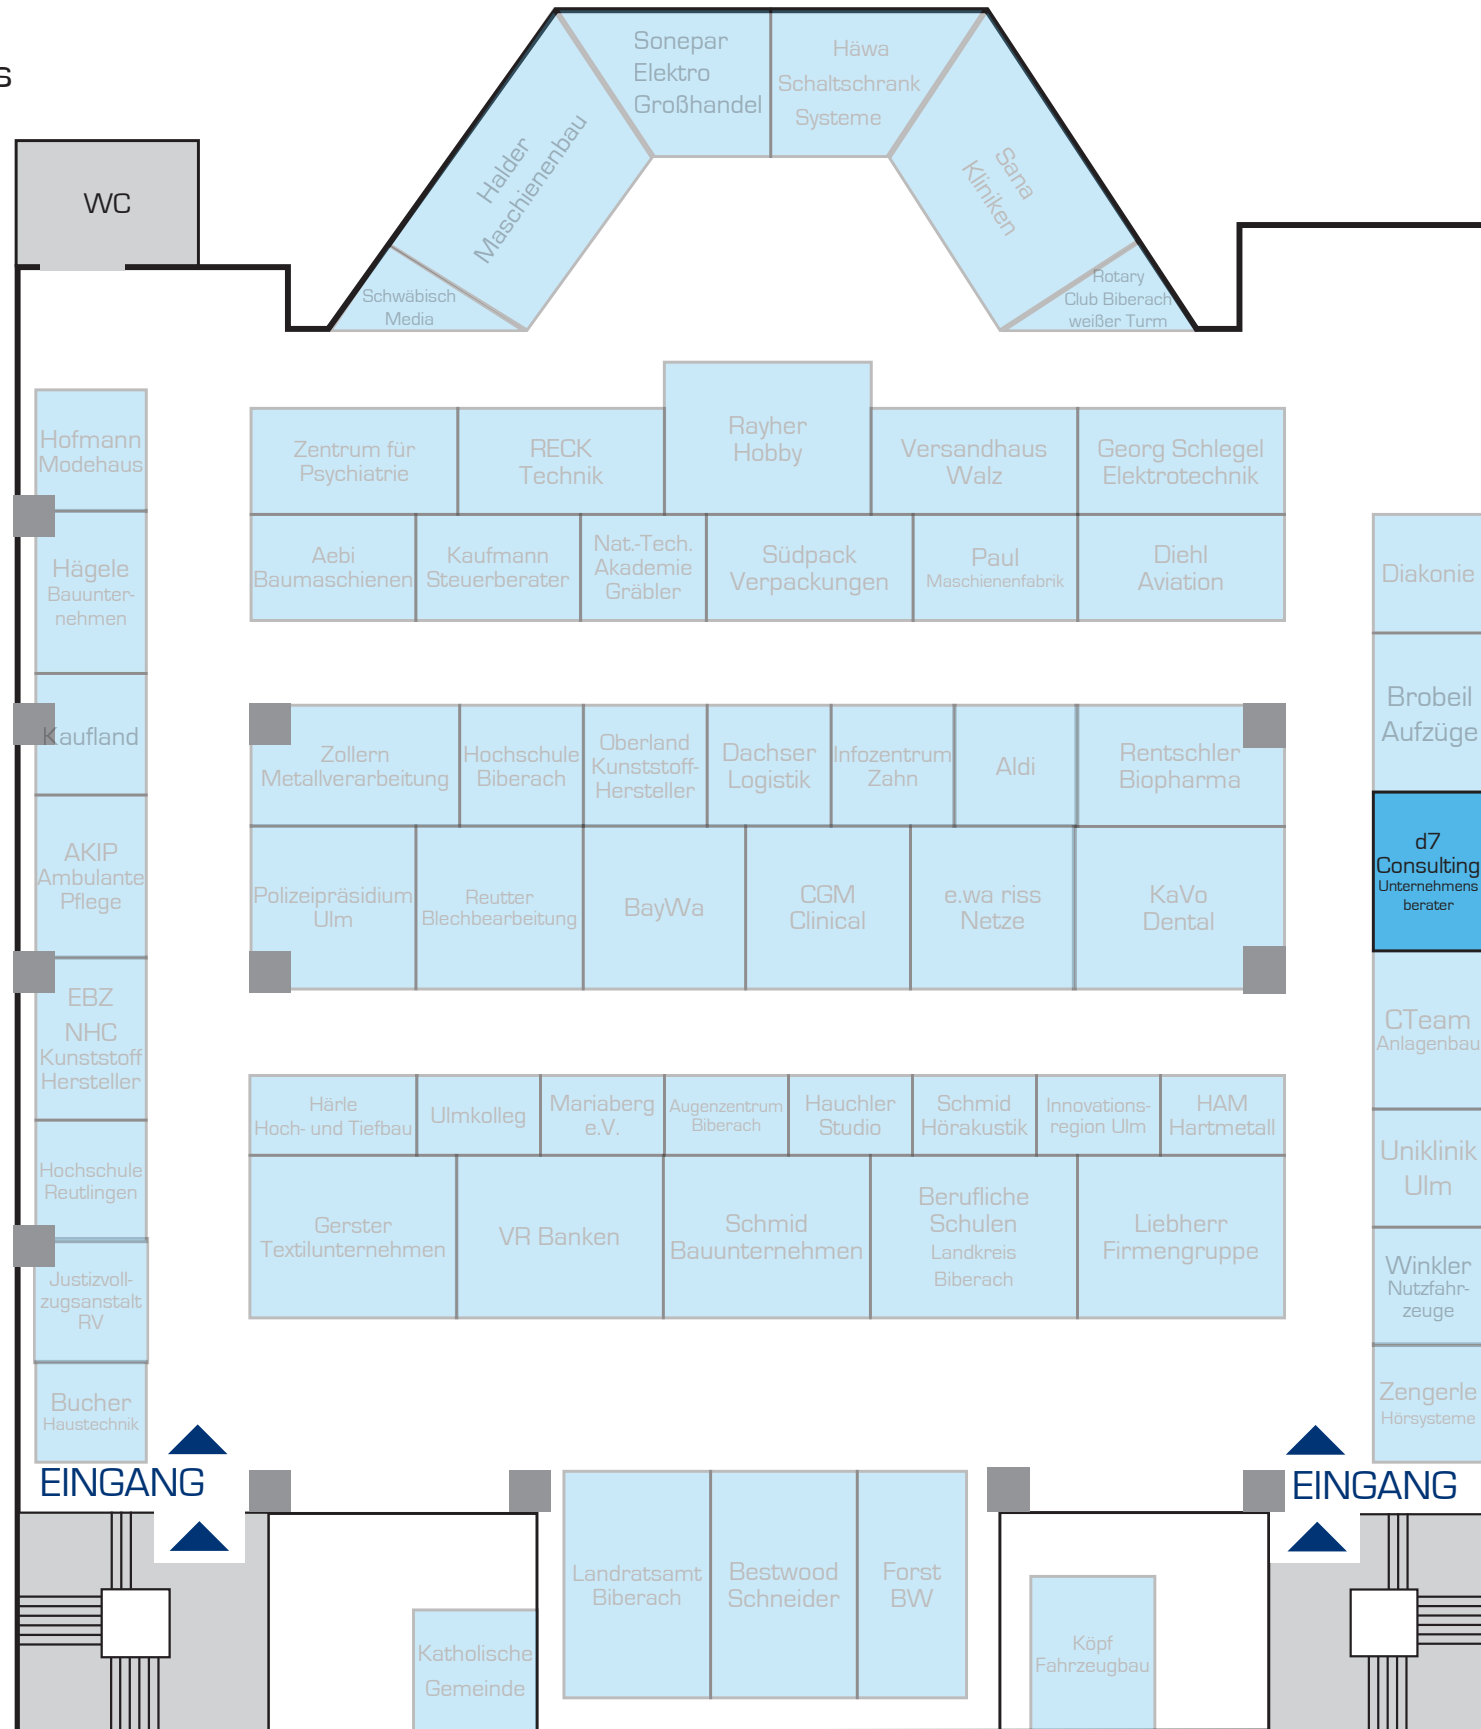 s
WC
Sonepar
Elektro
Großhandel
Häwa
Schaltschrank
Systeme
Halder
Maschienenbau
Sana
Kliniken
Schwäbisch
Media
Rotary
Club Biberach
weißer Turm
Hofmann
Modehaus
Hägele
Bauunter-
nehmen
Kaufland
AKIP
Ambulante
Pflege
EBZ
NHC
Kunststoff
Hersteller
Hochschule
Reutlingen
Justizvoll-
zugsanstalt
RV
Bucher
Haustechnik
Zentrum für
Psychiatrie
RECK
Technik
Rayher
Hobby
Versandhaus
Walz
Georg Schlegel
Elektrotechnik
Aebi
Baumaschienen
Kaufmann
Steuerberater
Nat.-Tech.
Akademie
Gräbler
Südpack
Verpackungen
Paul
Maschienenfabrik
Diehl
Aviation
Zollern
Metallverarbeitung
Hochschule
Biberach
Oberland
Kunststoff-
Hersteller
Dachser
Logistik
Infozentrum
Zahn
Aldi
Rentschler
Biopharma
Polizeipräsidium
Ulm
Reutter
Blechbearbeitung
BayWa
CGM
Clinical
e.wa riss
Netze
KaVo
Dental
Härle
Hoch- und Tiefbau
Ulmkolleg
Mariaberg
e.V.
Augenzentrum
Biberach
Hauchler
Studio
Schmid
Hörakustik
Innovations-
region Ulm
HAM
Hartmetall
Gerster
Textilunternehmen
VR Banken
Schmid
Bauunternehmen
Berufliche
Schulen
Landkreis
Biberach
Liebherr
Firmengruppe
Diakonie
Brobeil
Aufzüge
d7
Consulting
Unternehmens
berater
CTeam
Anlagenbau
Uniklinik
Ulm
Winkler
Nutzfahr-
zeuge
Zengerle
Hörsysteme
EINGANG
EINGANG
Landratsamt
Biberach
Bestwood
Schneider
Forst
BW
Katholische
Gemeinde
Köpf
Fahrzeugbau